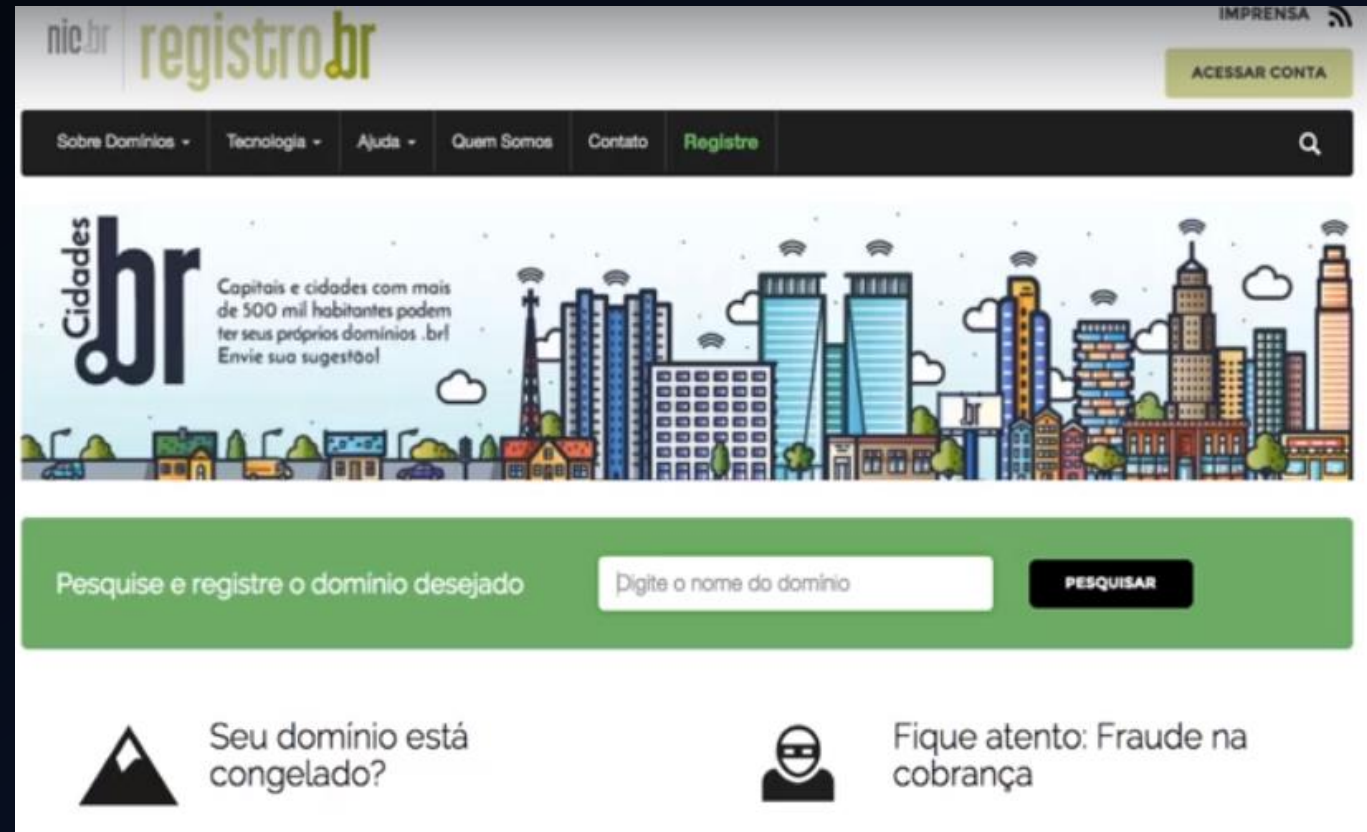 IMPRENSA
nic.br registro.br
ACESSAR CONTA
Sobre Domínios Tecnologia Ajuda Quem Somos Contato Registre
Cidades
.br
Capitais e cidades com mais
de 500 mil habitantes podem
ter seus próprios domínios .br!
Envie sua sugestão!
.br
Pesquise e registre o domínio desejado
Digite o nome do domínio
PESQUISAR
Seu domínio está
congelado?
Fique atento: Fraude na
cobrança